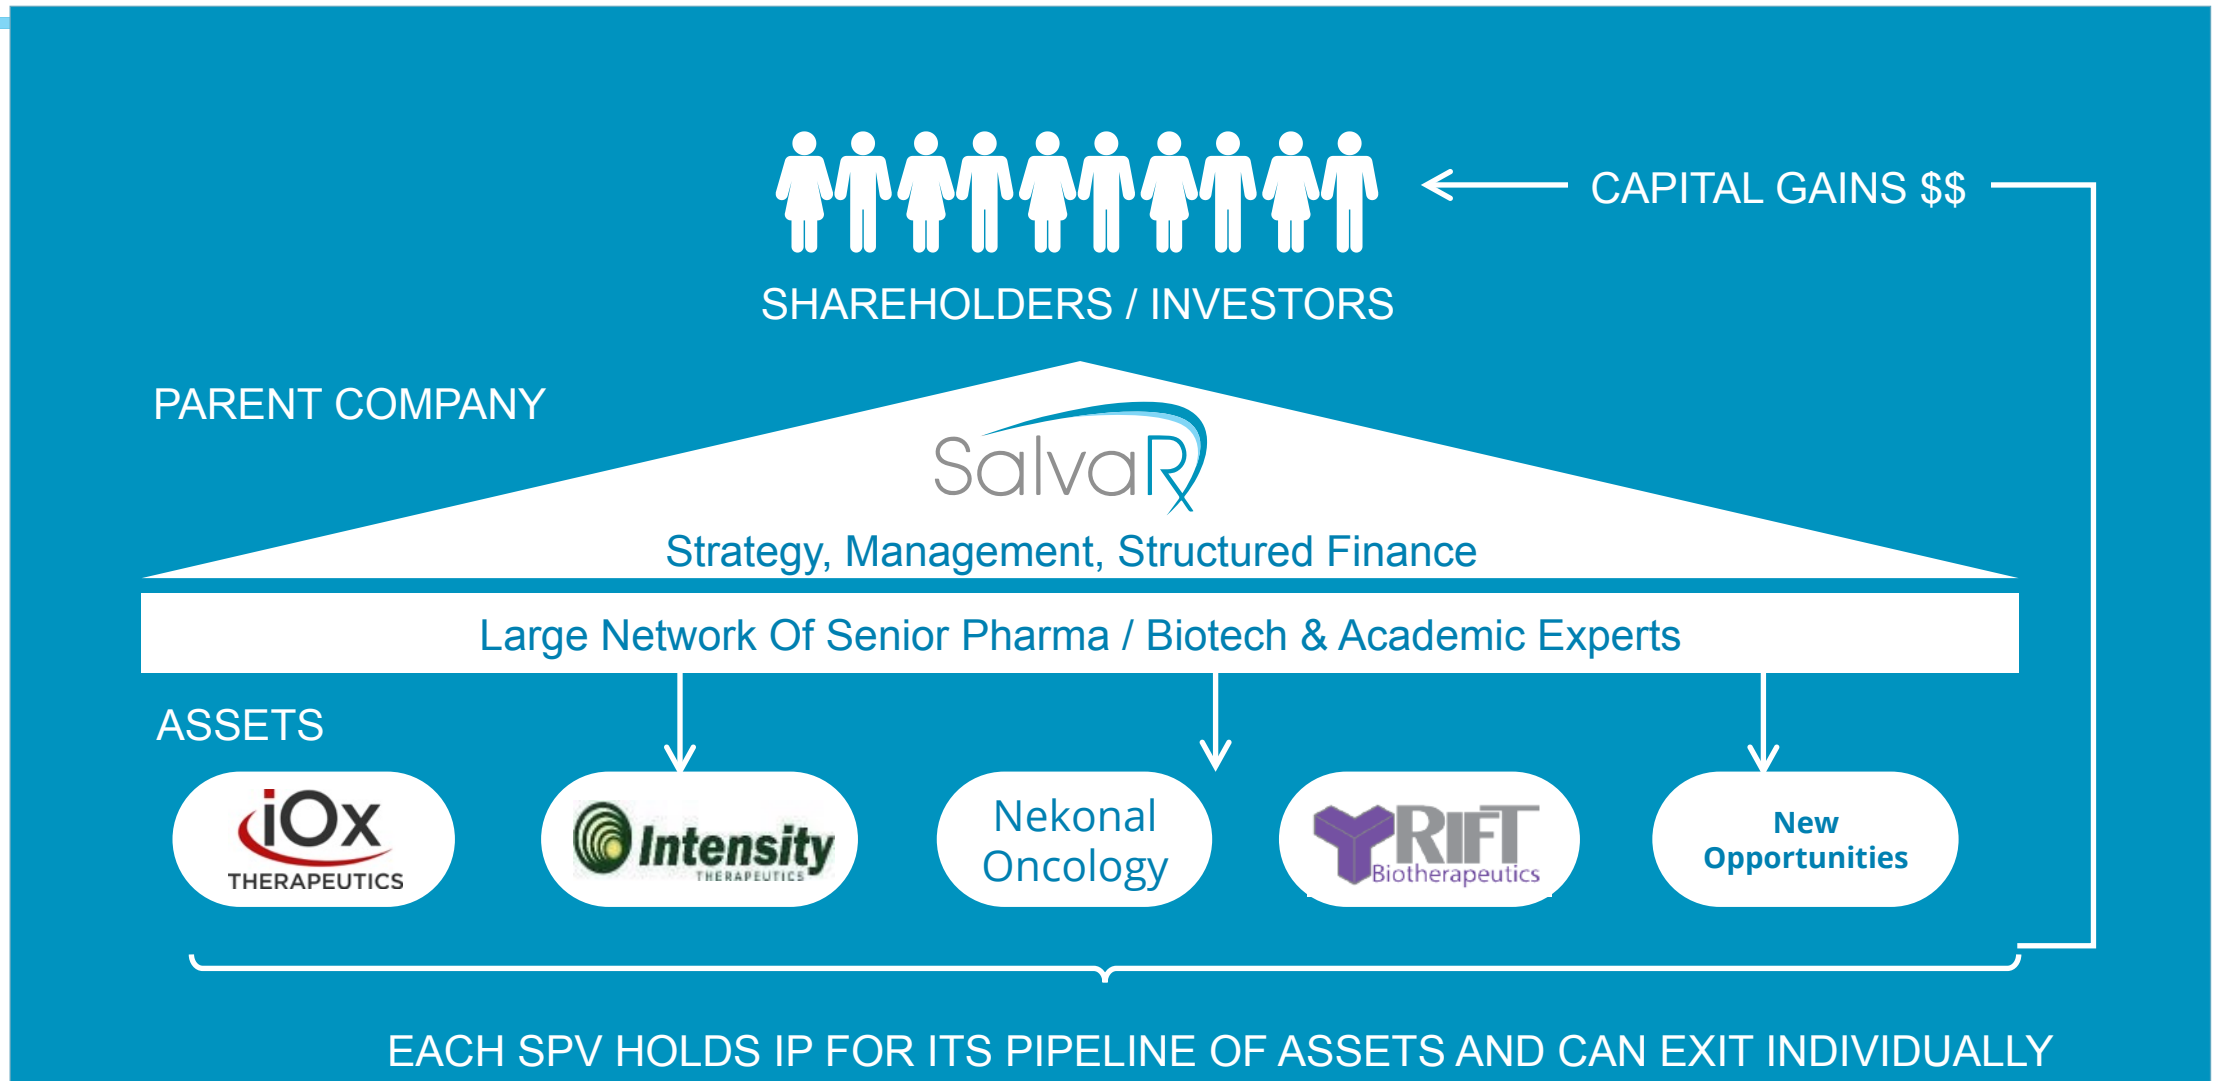 CAPITAL GAINS $$
SHAREHOLDERS / INVESTORS
PARENT COMPANY
SalvaRx
Strategy, Management, Structured Finance
Large Network Of Senior Pharma / Biotech & Academic Experts
ASSETS
iOx
THERAPEUTICS
Intensity
THERAPEUTICS
Nekonal
Oncology
RIFT
Biotherapeutics
New
Opportunities
EACH SPV HOLDS IP FOR ITS PIPELINE OF ASSETS AND CAN EXIT INDIVIDUALLY